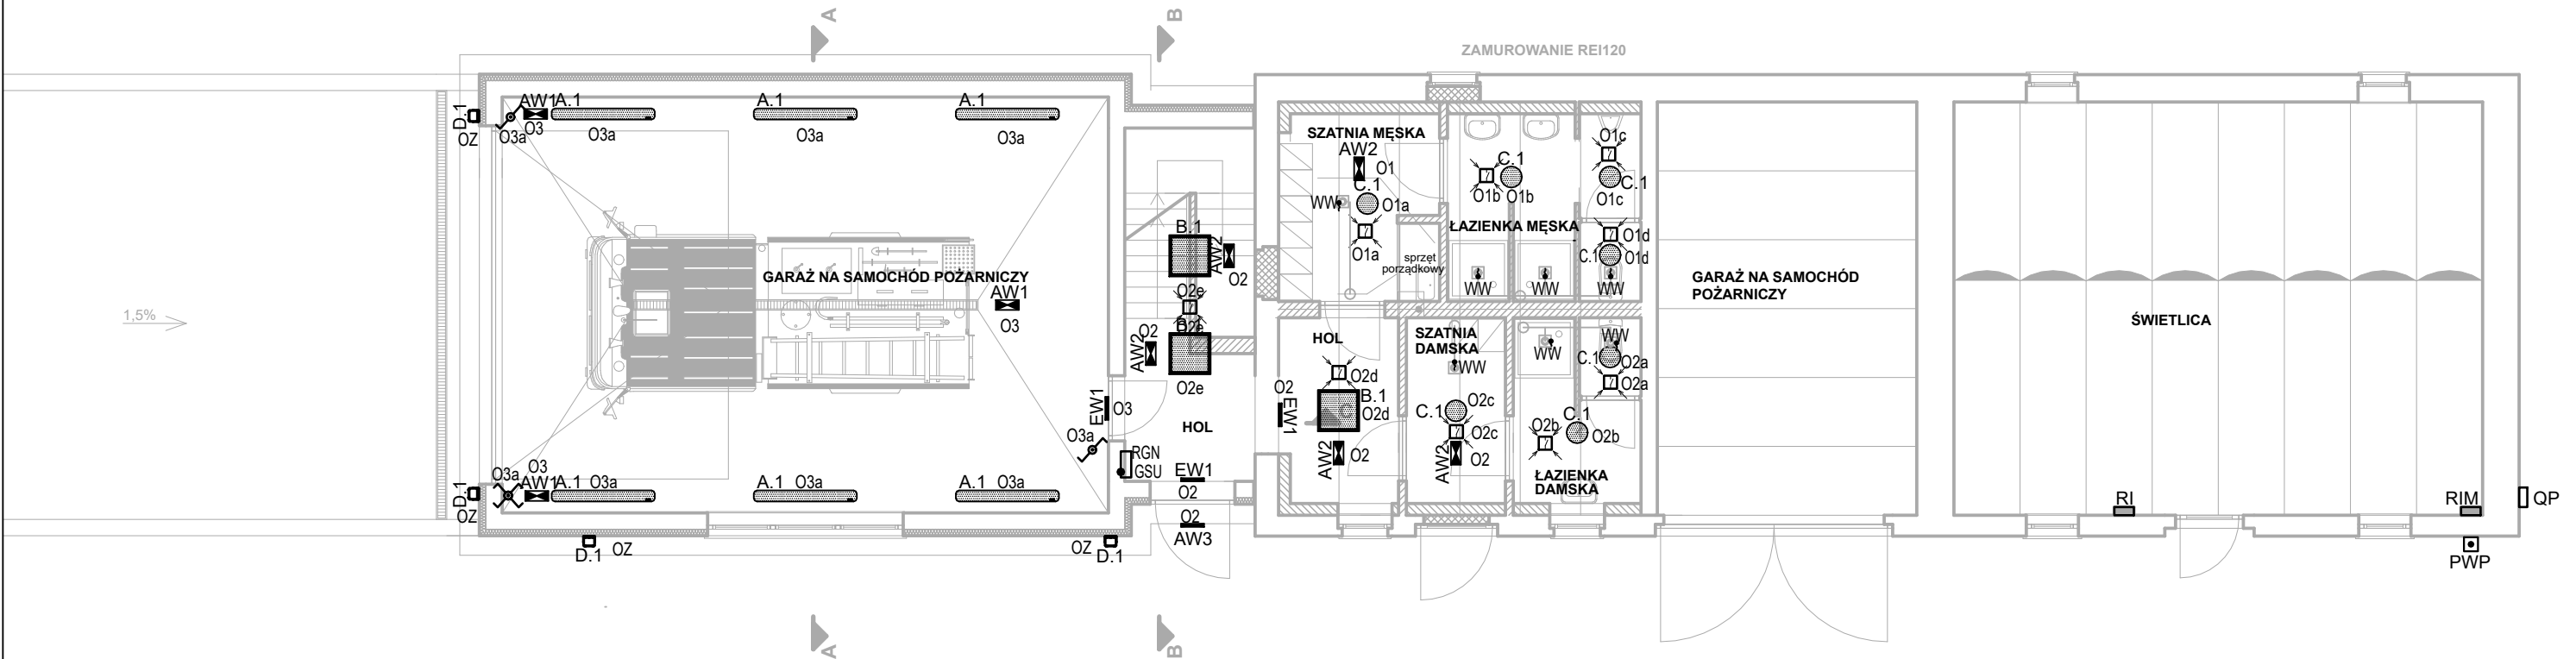 A
B
ZAMUROWANIE REI120
D.1
OZ
AW1
O3
O3a
A.1
O3a
A.1
O3a
A.1
O3a
GARAŻ NA SAMOCHÓD POŻARNICZY
AW1
O3
1,5%
B.1
AW2
O2
O2e
O2
AW2
B.1
O2e
O2e
SZATNIA MĘSKA
AW2
O1
C.1
O1a
WW
O1a
sprzęt
porządkowy
C.1
O1b
O1b
ŁAZIENKA MĘSKA
O1c
C.1
O1c
O1d
C.1
O1d
WW
WW
WW
GARAŻ NA SAMOCHÓD
POŻARNICZY
ŚWIETLICA
EW1
O3
O3a
HOL
RGN
GSU
EW1
O2
O2
AW3
O2
EW1
HOL
O2d
B.1
O2d
AW2
O2
SZATNIA
DAMSKA
WW
C.1
O2c
O2c
AW2
O2
WW
WW
C.1
O2a
O2a
C.1
O2b
O2b
ŁAZIENKA
DAMSKA
D.1
OZ
O3a
O3
AW1
A.1
O3a
A.1
O3a
A.1
O3a
D.1
OZ
OZ
D.1
RI
RIM
QP
PWP
A
B